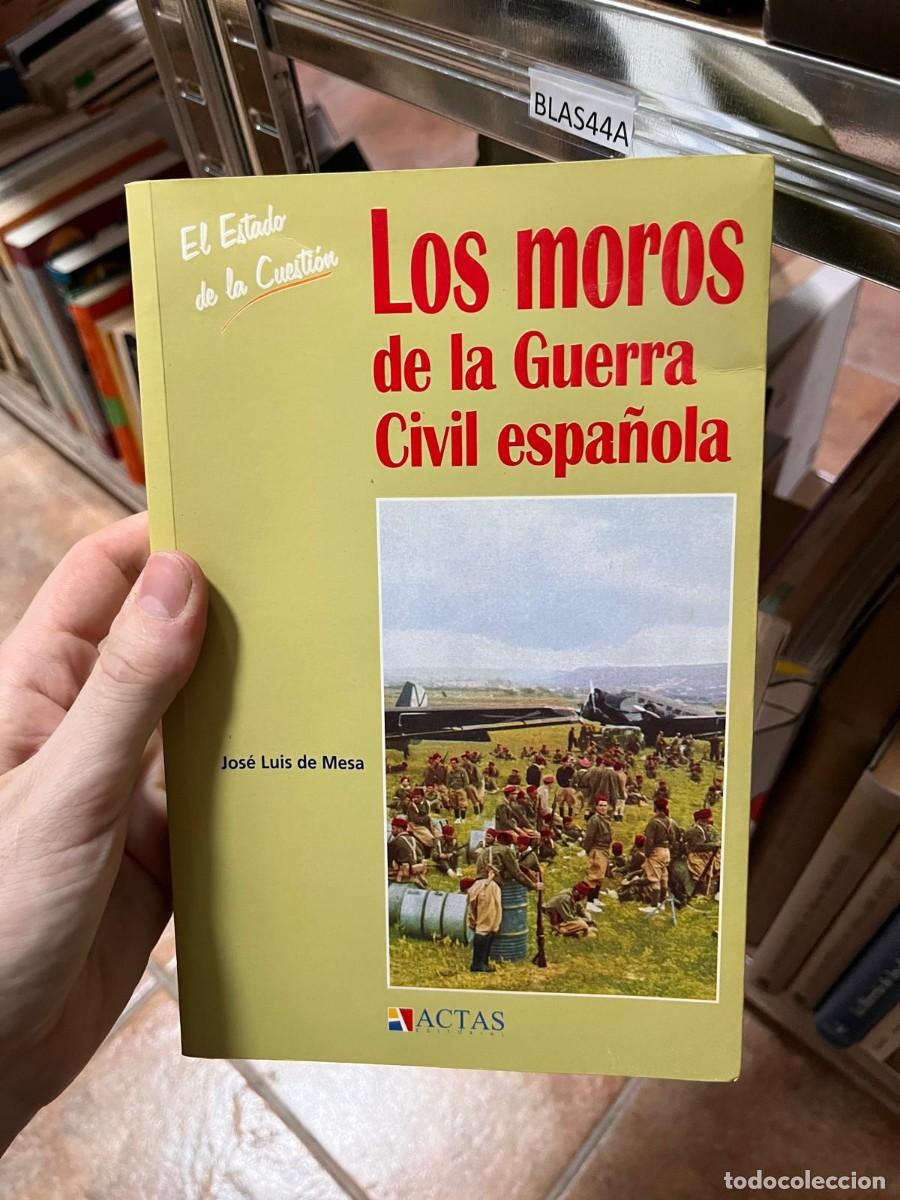 BLAS44A
El Estado
de la Cuestión
Los moros
de la Guerra
Civil española
José Luis de Mesa
ACTAS
EDITORIAL
todocoleccion